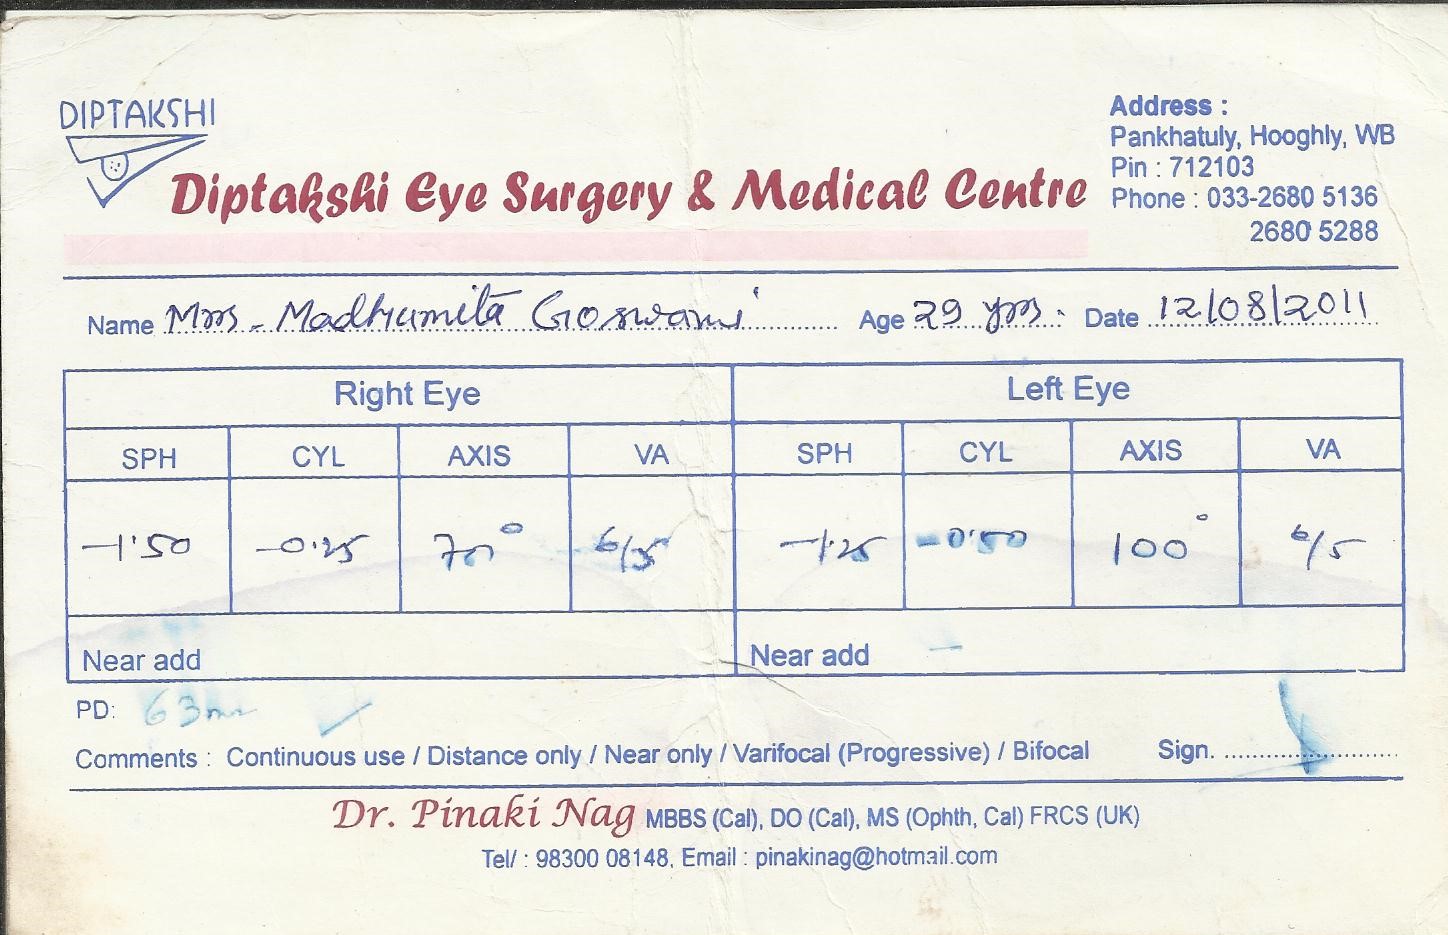 DIPTAKSHI
Diptakshi Eye Surgery & Medical Centre
Address :
Pankhatuly, Hooghly, WB
Pin : 712103
Phone : 033-2680 5136
2680 5288
Name Mrs. Madhumita Goswami Age 29 yrs. Date 12/08/2011
Right Eye Left Eye
SPH CYL AXIS VA SPH CYL AXIS VA
-1.50 -0.25 70° 6/5 -1.25 -0.50 100° 6/5
Near add Near add –
PD: 63mm
Comments : Continuous use / Distance only / Near only / Varifocal (Progressive) / Bifocal Sign.
Dr. Pinaki Nag MBBS (Cal), DO (Cal), MS (Ophth, Cal) FRCS (UK)
Tel/ : 98300 08148, Email : pinakinag@hotmail.com